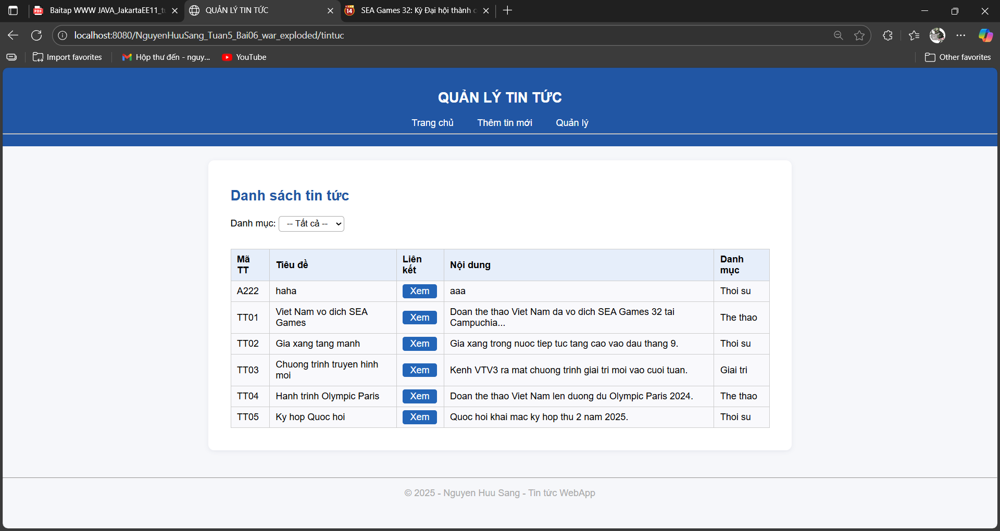 Baitap WWW JAVA_JakartaEE11_t
QUẢN LÝ TIN TỨC
SEA Games 32: Kỳ Đại hội thành
localhost:8080/NguyenHuuSang_Tuan5_Bai06_war_exploded/tintuc
Import favorites
Hộp thư đến - nguy...
YouTube
Other favorites
QUẢN LÝ TIN TỨC
Trang chủ Thêm tin mới Quản lý
Danh sách tin tức
Danh mục: -- Tất cả --
Mã TT Tiêu đề Liên kết Nội dung Danh mục
A222 haha Xem aaa Thoi su
TT01 Viet Nam vo dich SEA Games Xem Doan the thao Viet Nam da vo dich SEA Games 32 tai Campuchia... The thao
TT02 Gia xang tang manh Xem Gia xang trong nuoc tiep tuc tang cao vao dau thang 9. Thoi su
TT03 Chuong trinh truyen hinh moi Xem Kenh VTV3 ra mat chuong trinh giai tri moi vao cuoi tuan. Giai tri
TT04 Hanh trinh Olympic Paris Xem Doan the thao Viet Nam len duong du Olympic Paris 2024. The thao
TT05 Ky hop Quoc hoi Xem Quoc hoi khai mac ky hop thu 2 nam 2025. Thoi su
© 2025 - Nguyen Huu Sang - Tin tức WebApp